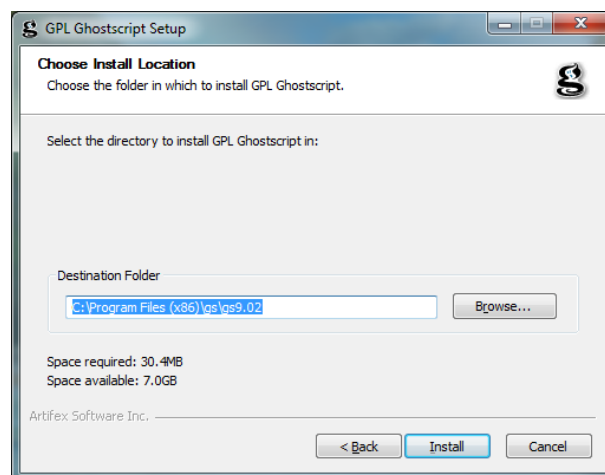 GPL Ghostscript Setup
Choose Install Location
Choose the folder in which to install GPL Ghostscript.
Select the directory to install GPL Ghostscript in:
Destination Folder
C:\Program Files (x86)\gs\gs9.02
Browse...
Space required: 30.4MB
Space available: 7.0GB
Artifex Software Inc.
< Back
Install
Cancel